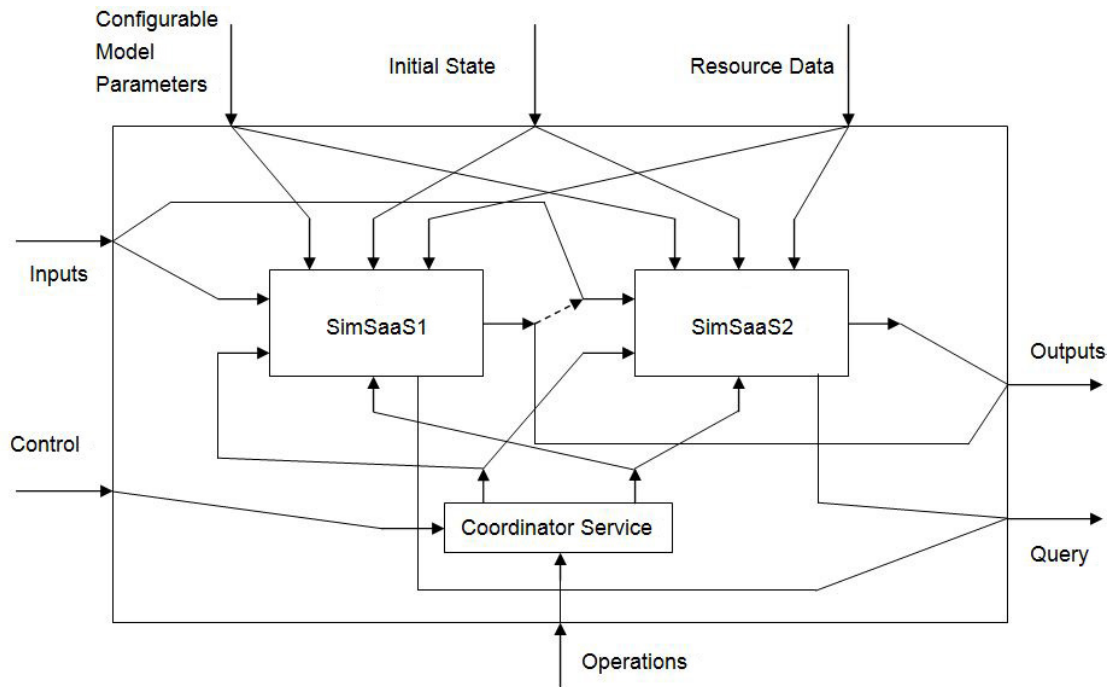 Configurable
Model
Parameters
Initial State
Resource Data
Inputs
SimSaaS1
SimSaaS2
Outputs
Control
Coordinator Service
Query
Operations